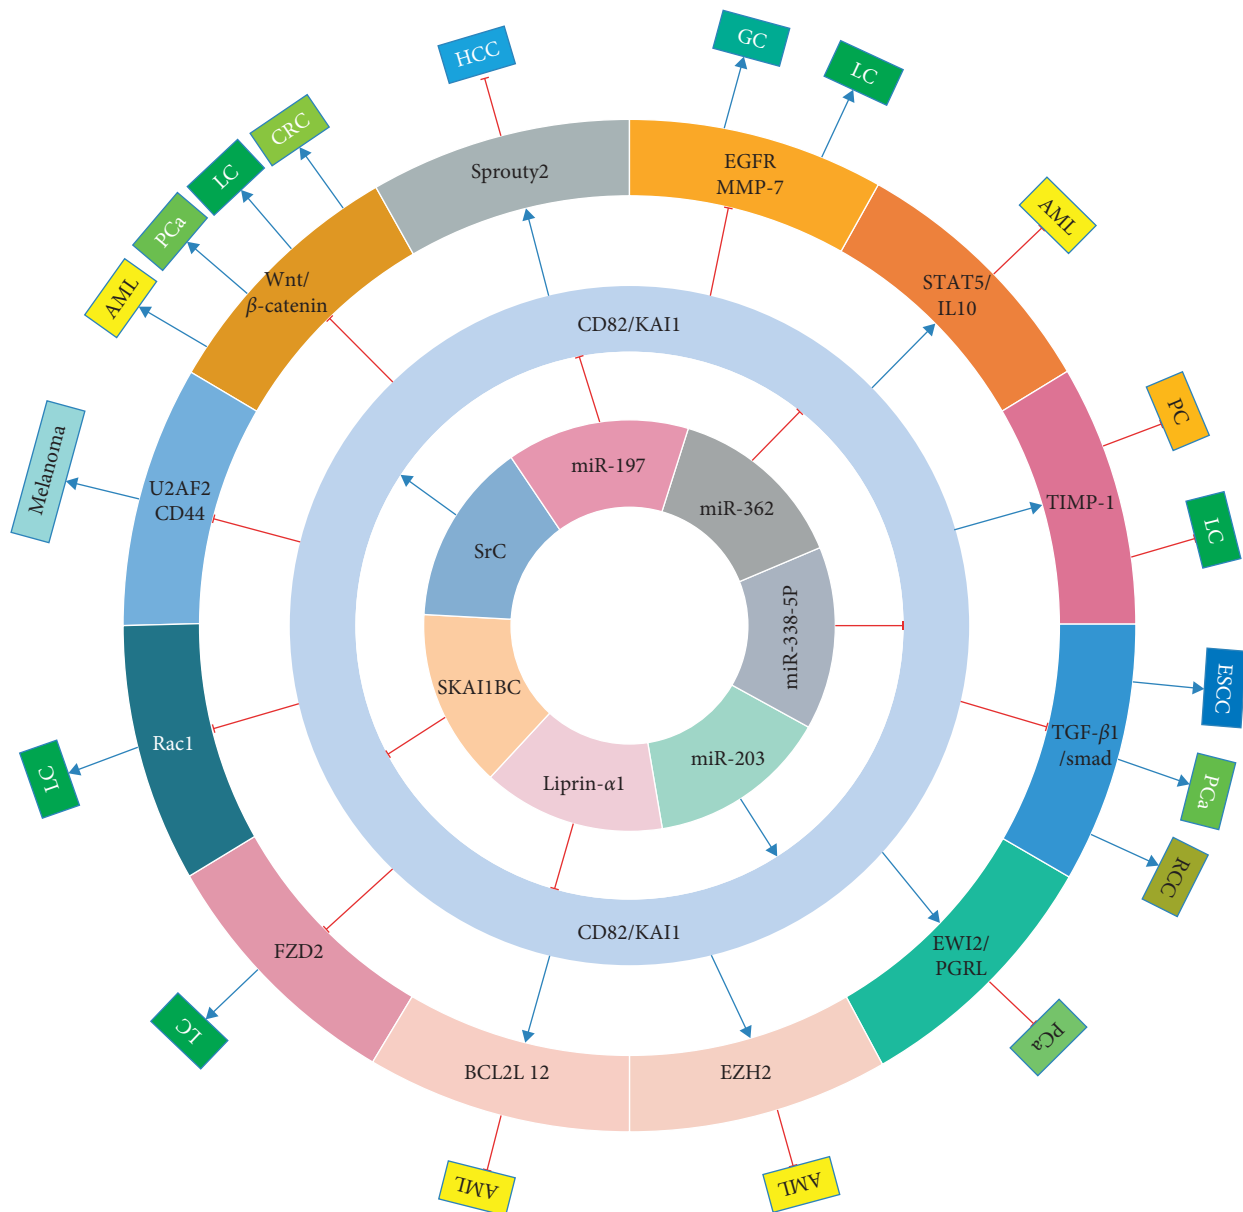 HCC
GC
LC
CRC
LC
PCa
AML
Sprouty2
EGFR
MMP-7
AML
Wnt/
β-catenin
STAT5/
IL10
CD82/KAI1
PC
Melanoma
U2AF2
CD44
miR-197
miR-362
TIMP-1
LC
SrC
miR-338-5P
SKAI1BC
ESCC
Rac1
TGF-β1
/smad
LC
Liprin-α1
miR-203
PCa
RCC
CD82/KAI1
FZD2
EWI2/
PGRL
LC
PCa
BCL2L 12
EZH2
AML
AML